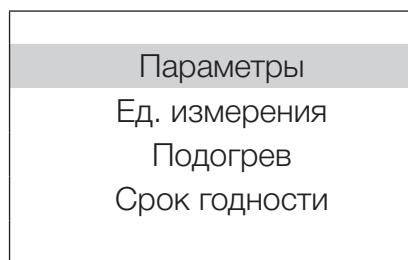 Параметры
Ед. измерения
Подогрев
Срок годности